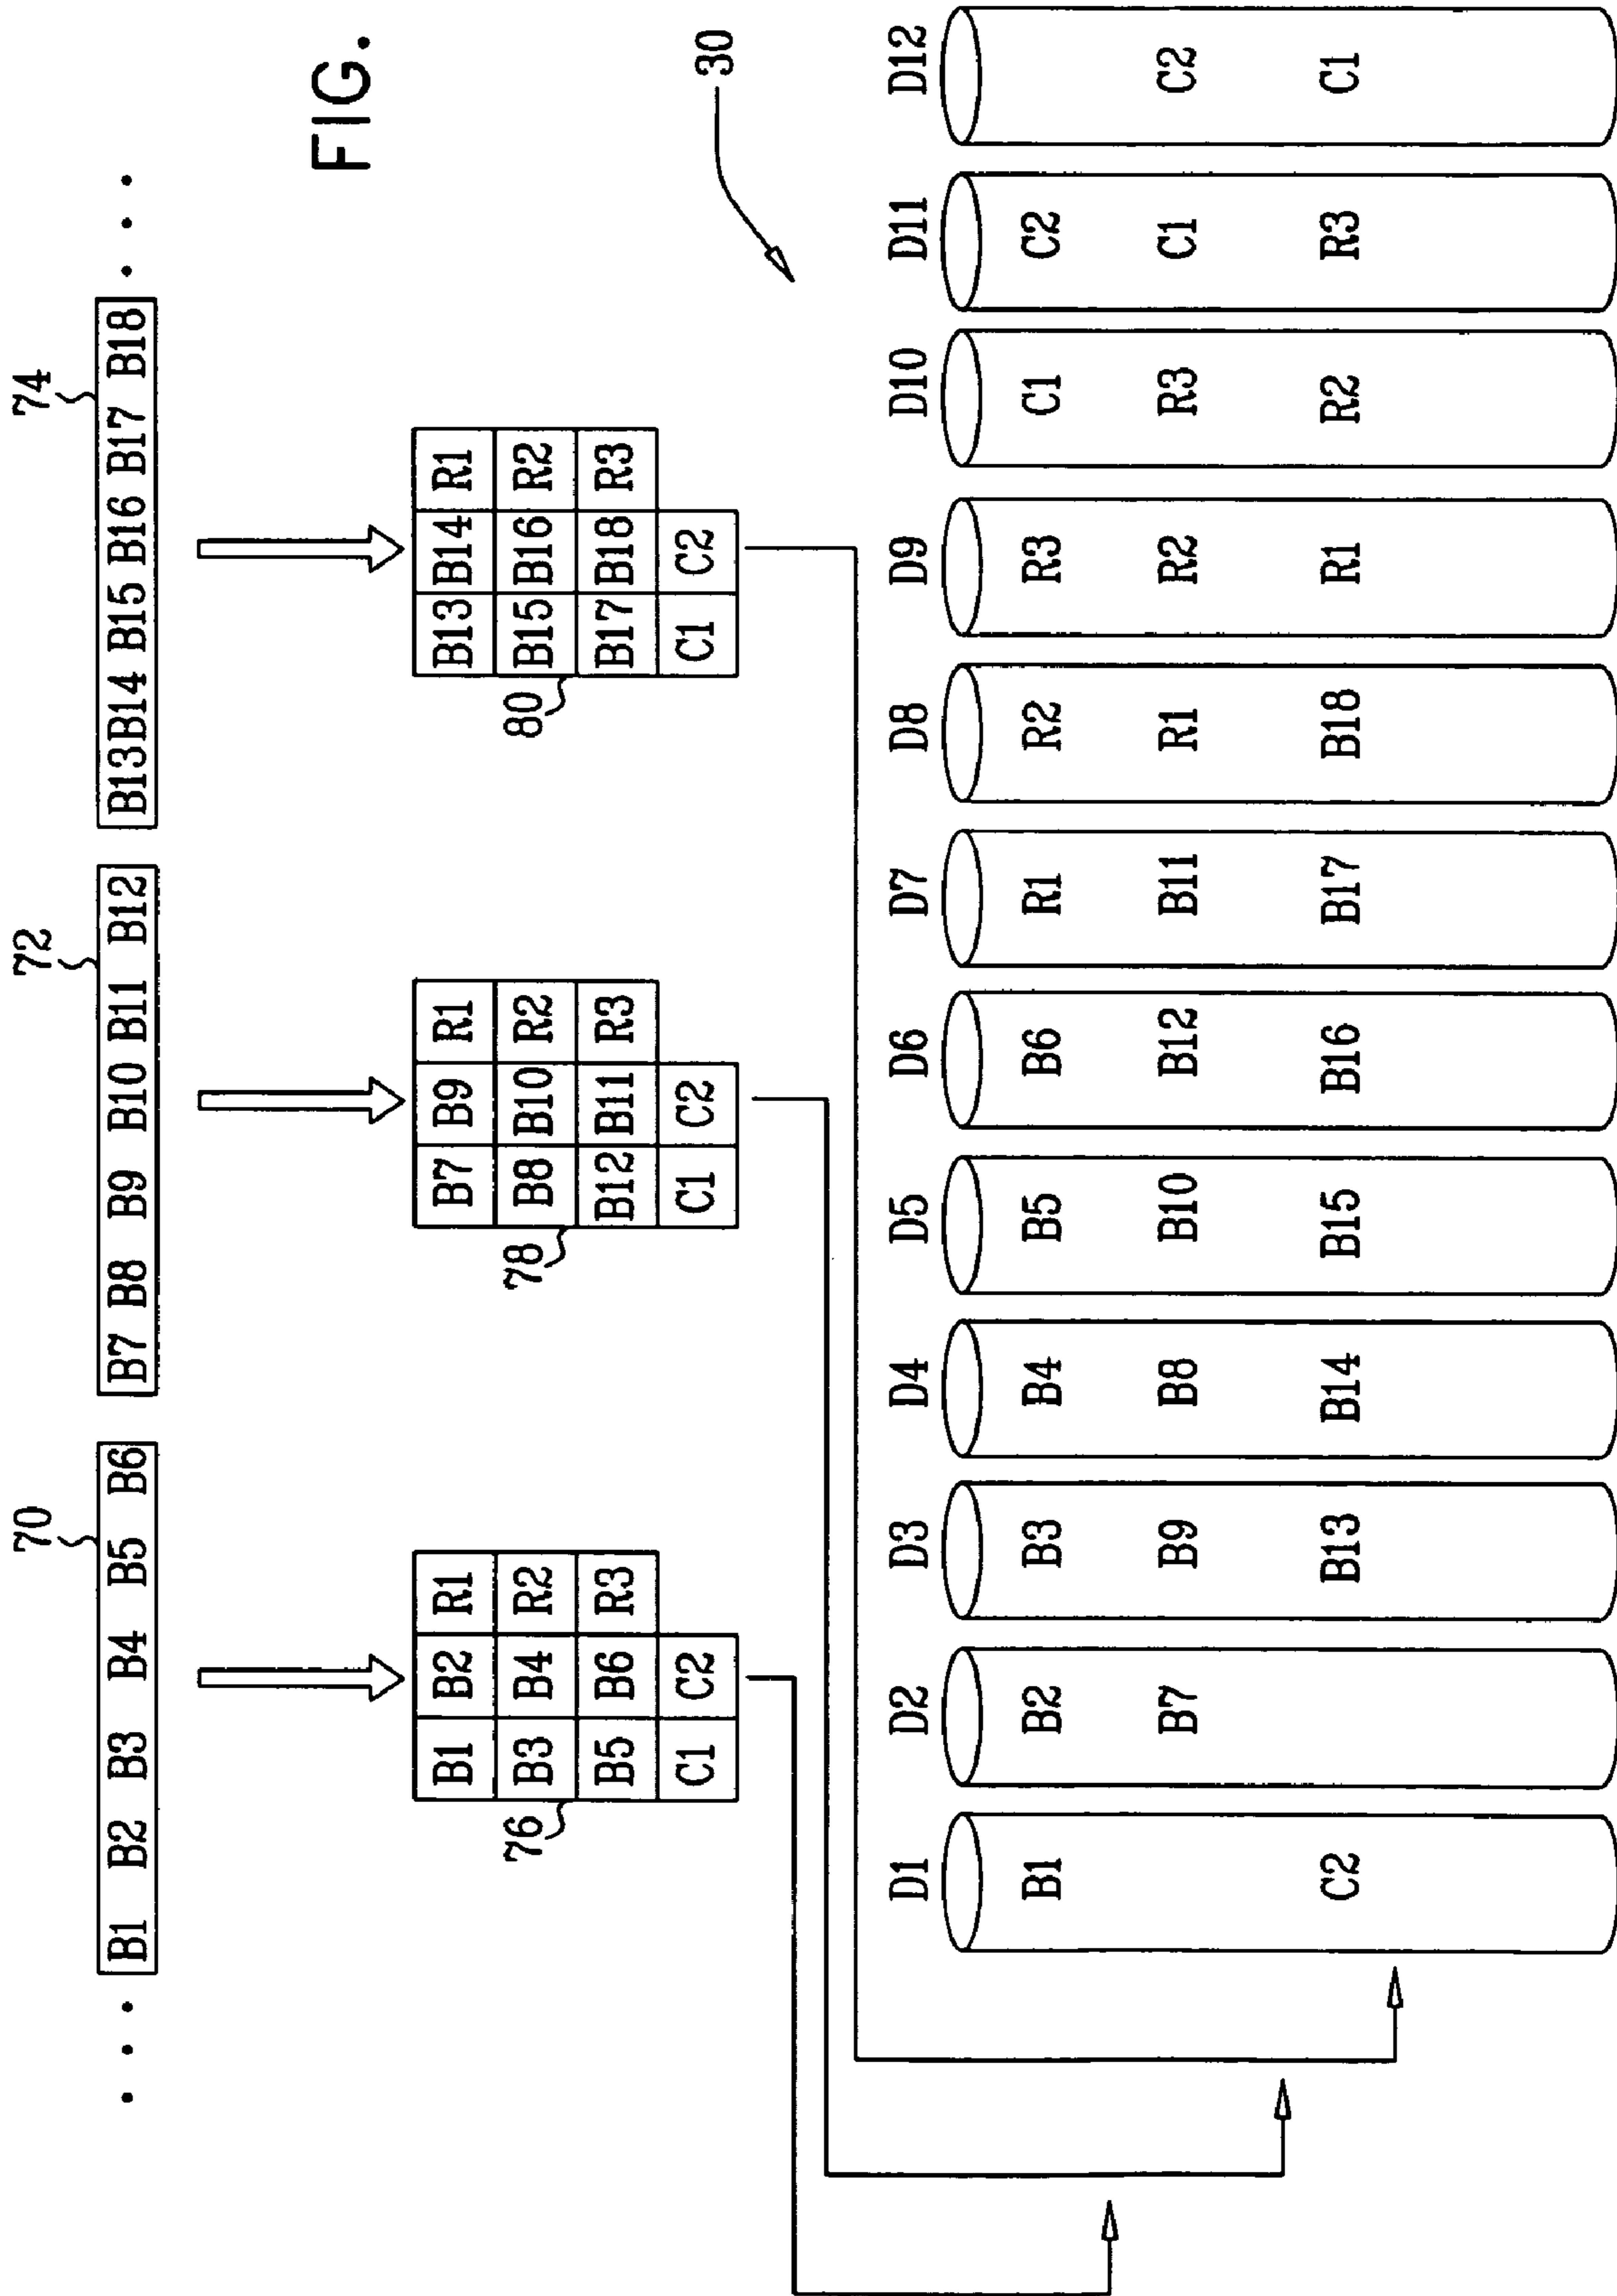 70
72
74
B1 B2 B3 B4 B5 B6
B7 B8 B9 B10 B11 B12
B13 B14 B15 B16 B17 B18
FIG.
B1 B2 R1
B3 B4 R2
B5 B6 R3
C1 C2
76
B7 B9 R1
B8 B10 R2
B12 B11 R3
C1 C2
78
B13 B14 R1
B15 B16 R2
B17 B18 R3
C1 C2
80
30
D1 D2 D3 D4 D5 D6 D7 D8 D9 D10 D11 D12
B1 B2 B3 B4 B5 B6 R1 R2 R3 C1 C2
B7 B9 B8 B10 B12 B11 R1 R2 R3 C1 C2
C2 B13 B14 B15 B16 B17 B18 R1 R2 R3 C1